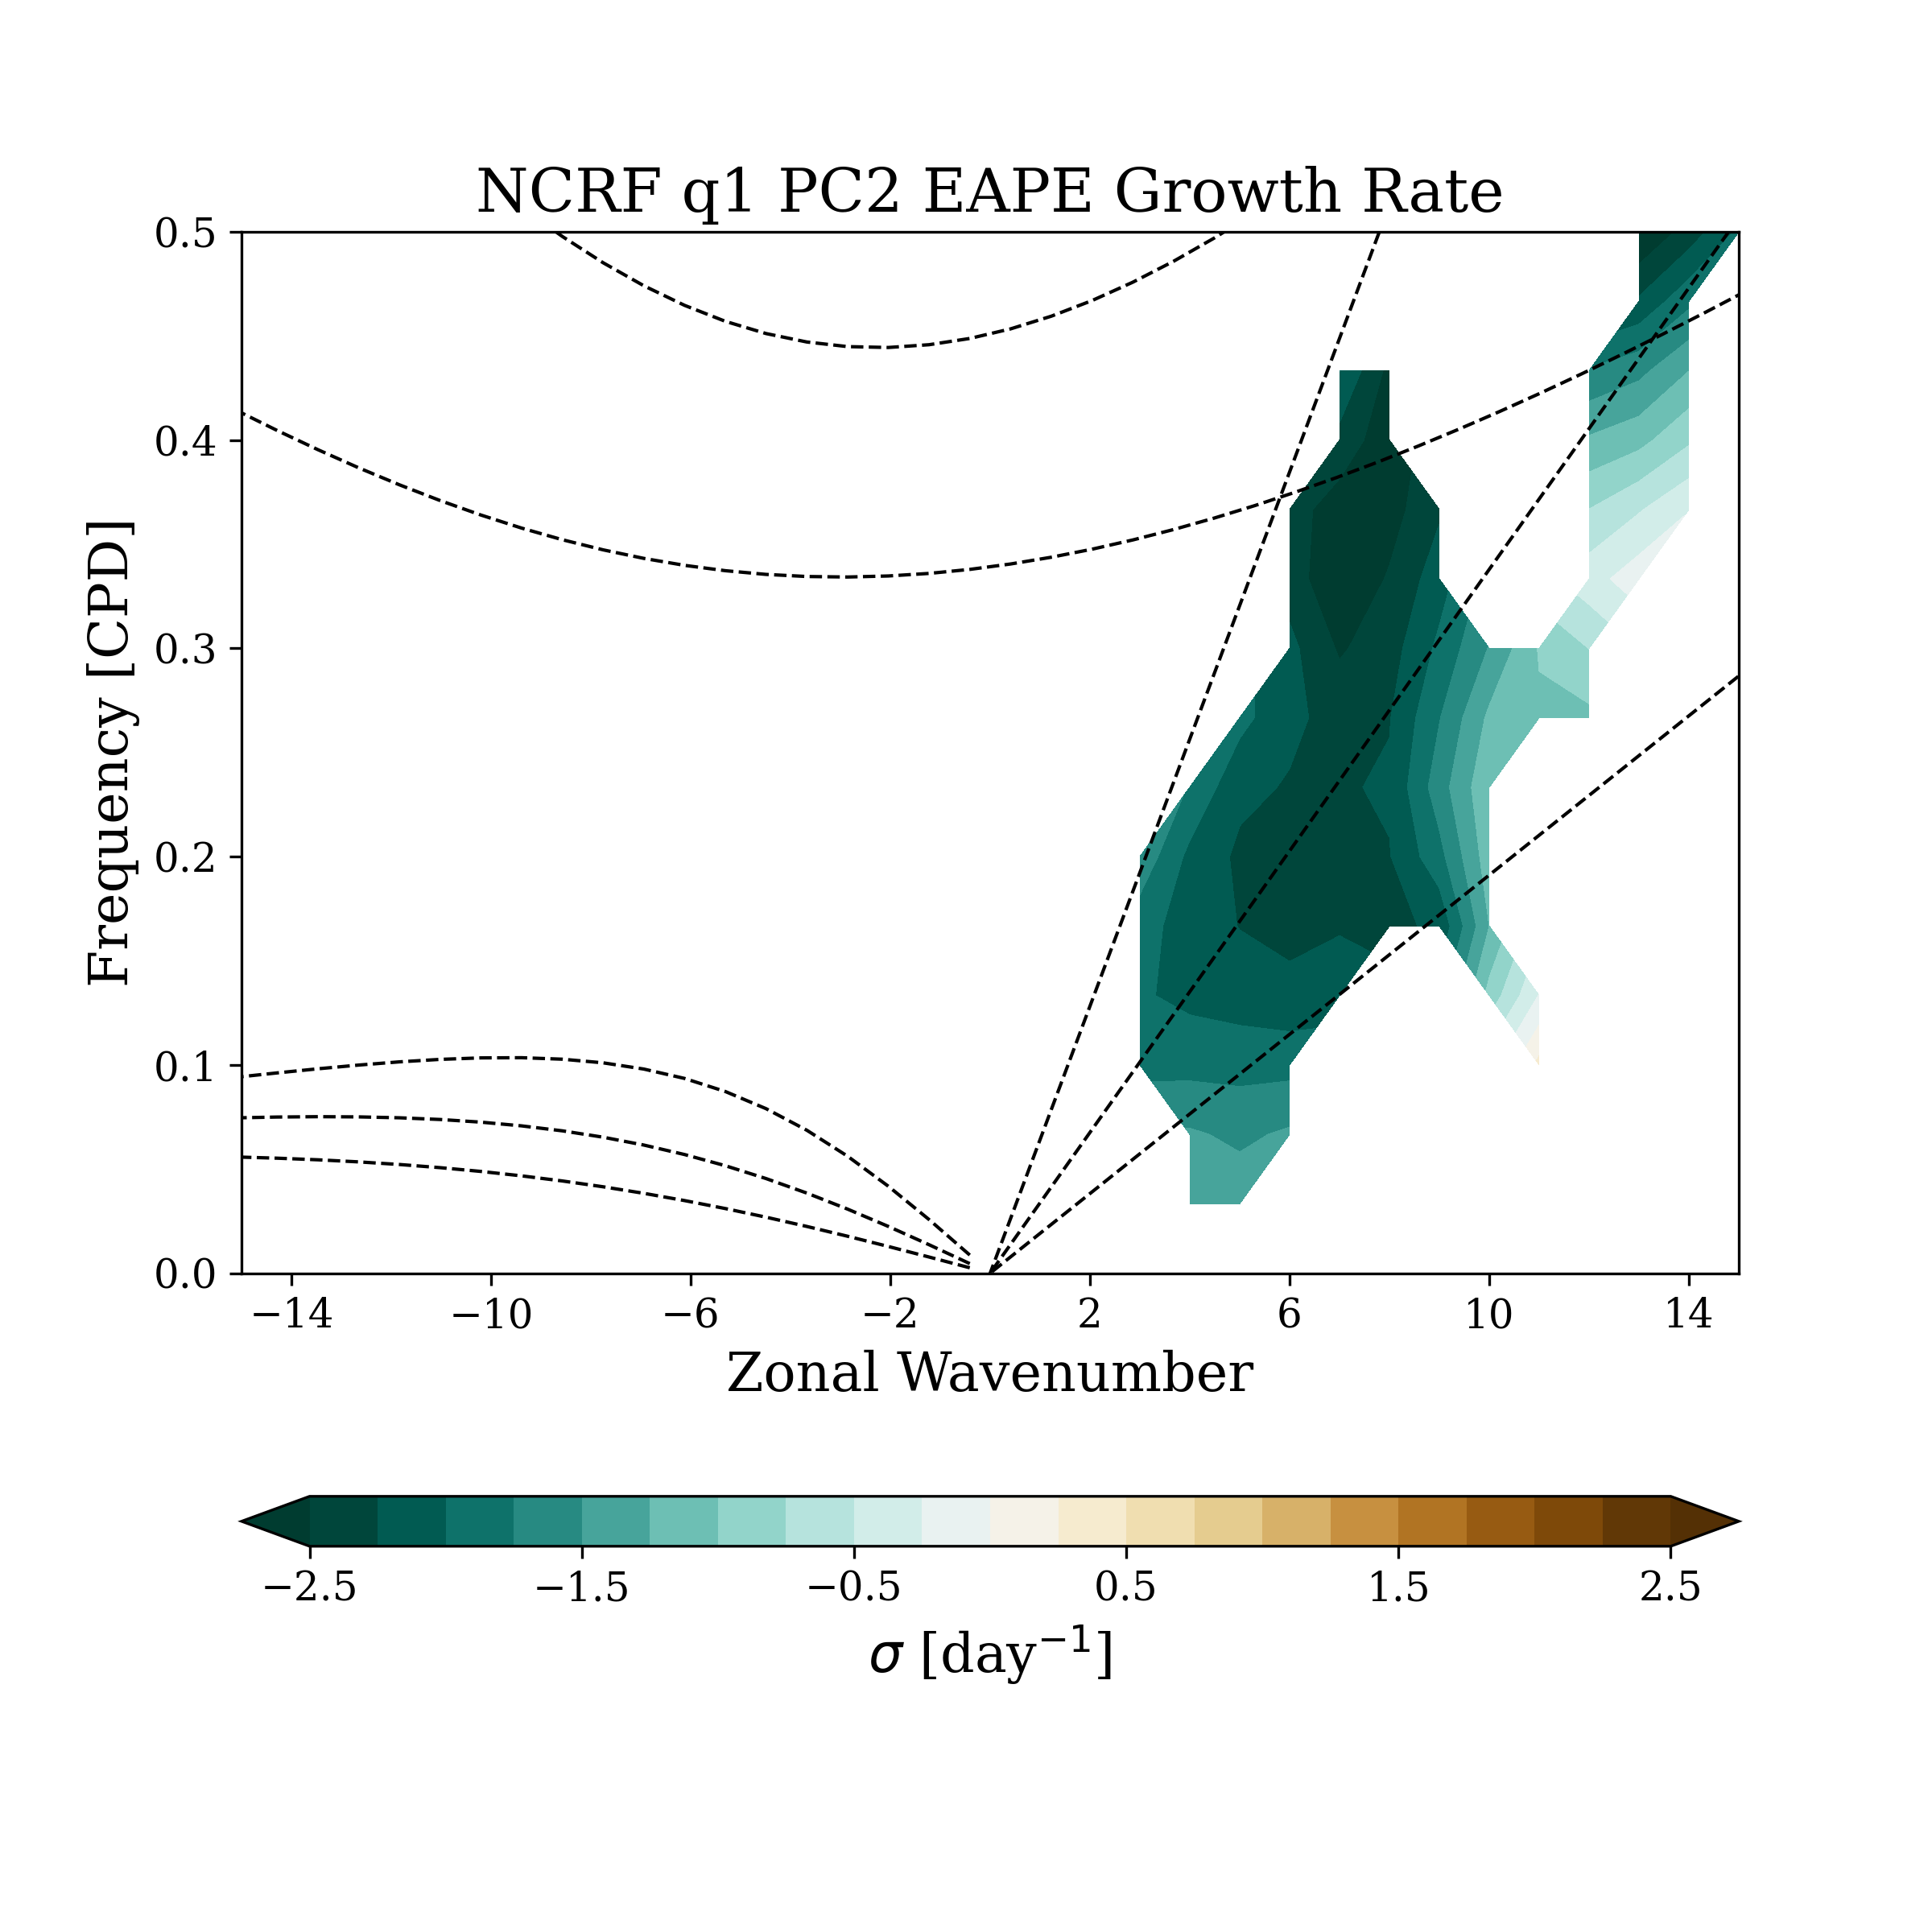 NCRF q1 PC2 EAPE Growth Rate
0.5
0.4
0.3
0.2
0.1
0.0
Frequency [CPD]
−14 −10 −6 −2 2 6 10 14
Zonal Wavenumber
−2.5 −1.5 −0.5 0.5 1.5 2.5
σ [day⁻¹]